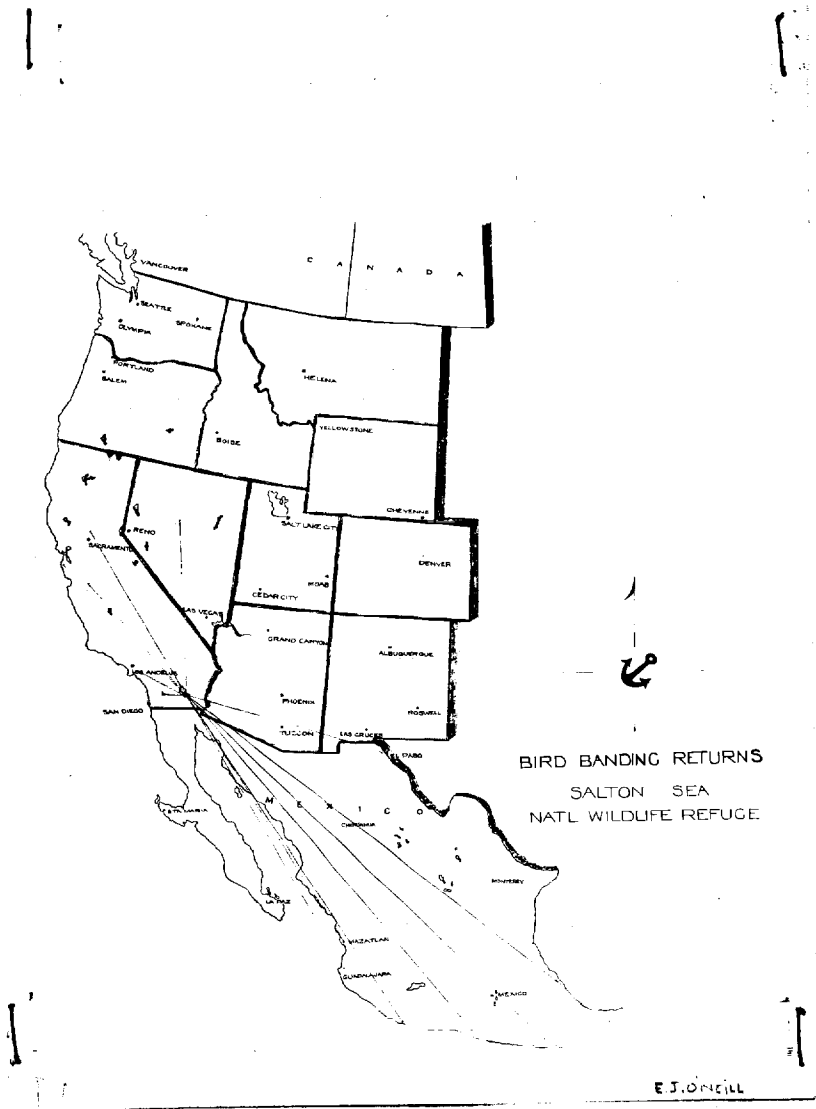 VANCOUVER
C A N A D A
SEATTLE
SPOKANE
OLYMPIA
PORTLAND
SALEM
HELENA
BOISE
YELLOWSTONE
CHEYENNE
SALT LAKE CITY
RENO
SACRAMENTO
DENVER
MOAB
CEDAR CITY
LAS VEGAS
GRAND CANYON
ALBUQUERQUE
LOS ANGELES
PHOENIX
ROSWELL
SAN DIEGO
TUCSON
LAS CRUCES
EL PASO
BIRD BANDING RETURNS
SALTON SEA
NATL WILDLIFE REFUGE
M E X I C O
CHIHUAHUA
MONTERREY
LA PAZ
MAZATLAN
GUADALAJARA
MEXICO
E.J. O'NEILL